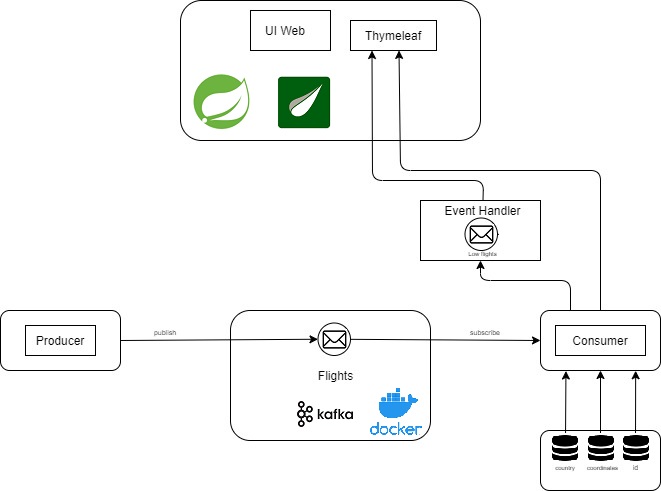 UI Web
Thymeleaf
Event Handler
Low flights
Producer
publish
subscribe
Consumer
Flights
kafka
docker
country
coordinates
id